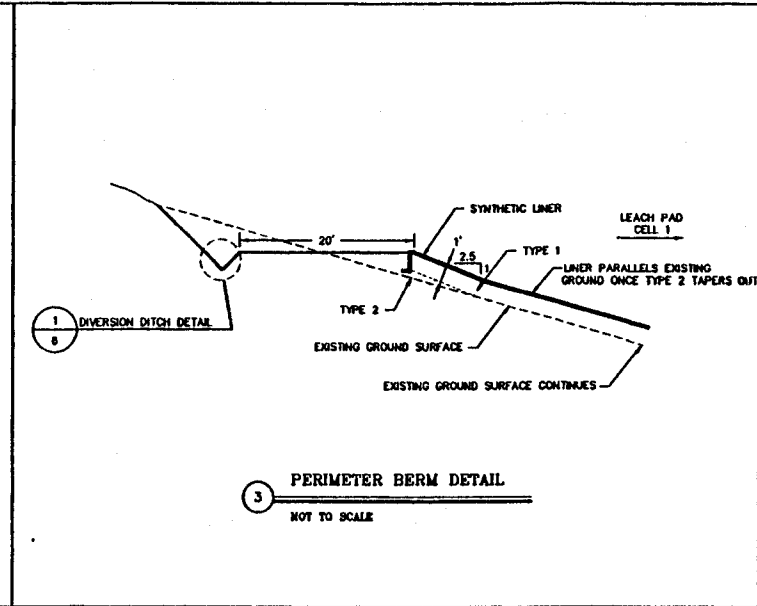 SYNTHETIC LINER
LEACH PAD
CELL 1
20'
1'
2.5
1
TYPE 1
LINER PARALLELS EXISTING
GROUND ONCE TYPE 2 TAPERS OUT
TYPE 2
1
6
DIVERSION DITCH DETAIL
EXISTING GROUND SURFACE
EXISTING GROUND SURFACE CONTINUES
3
PERIMETER BERM DETAIL
NOT TO SCALE